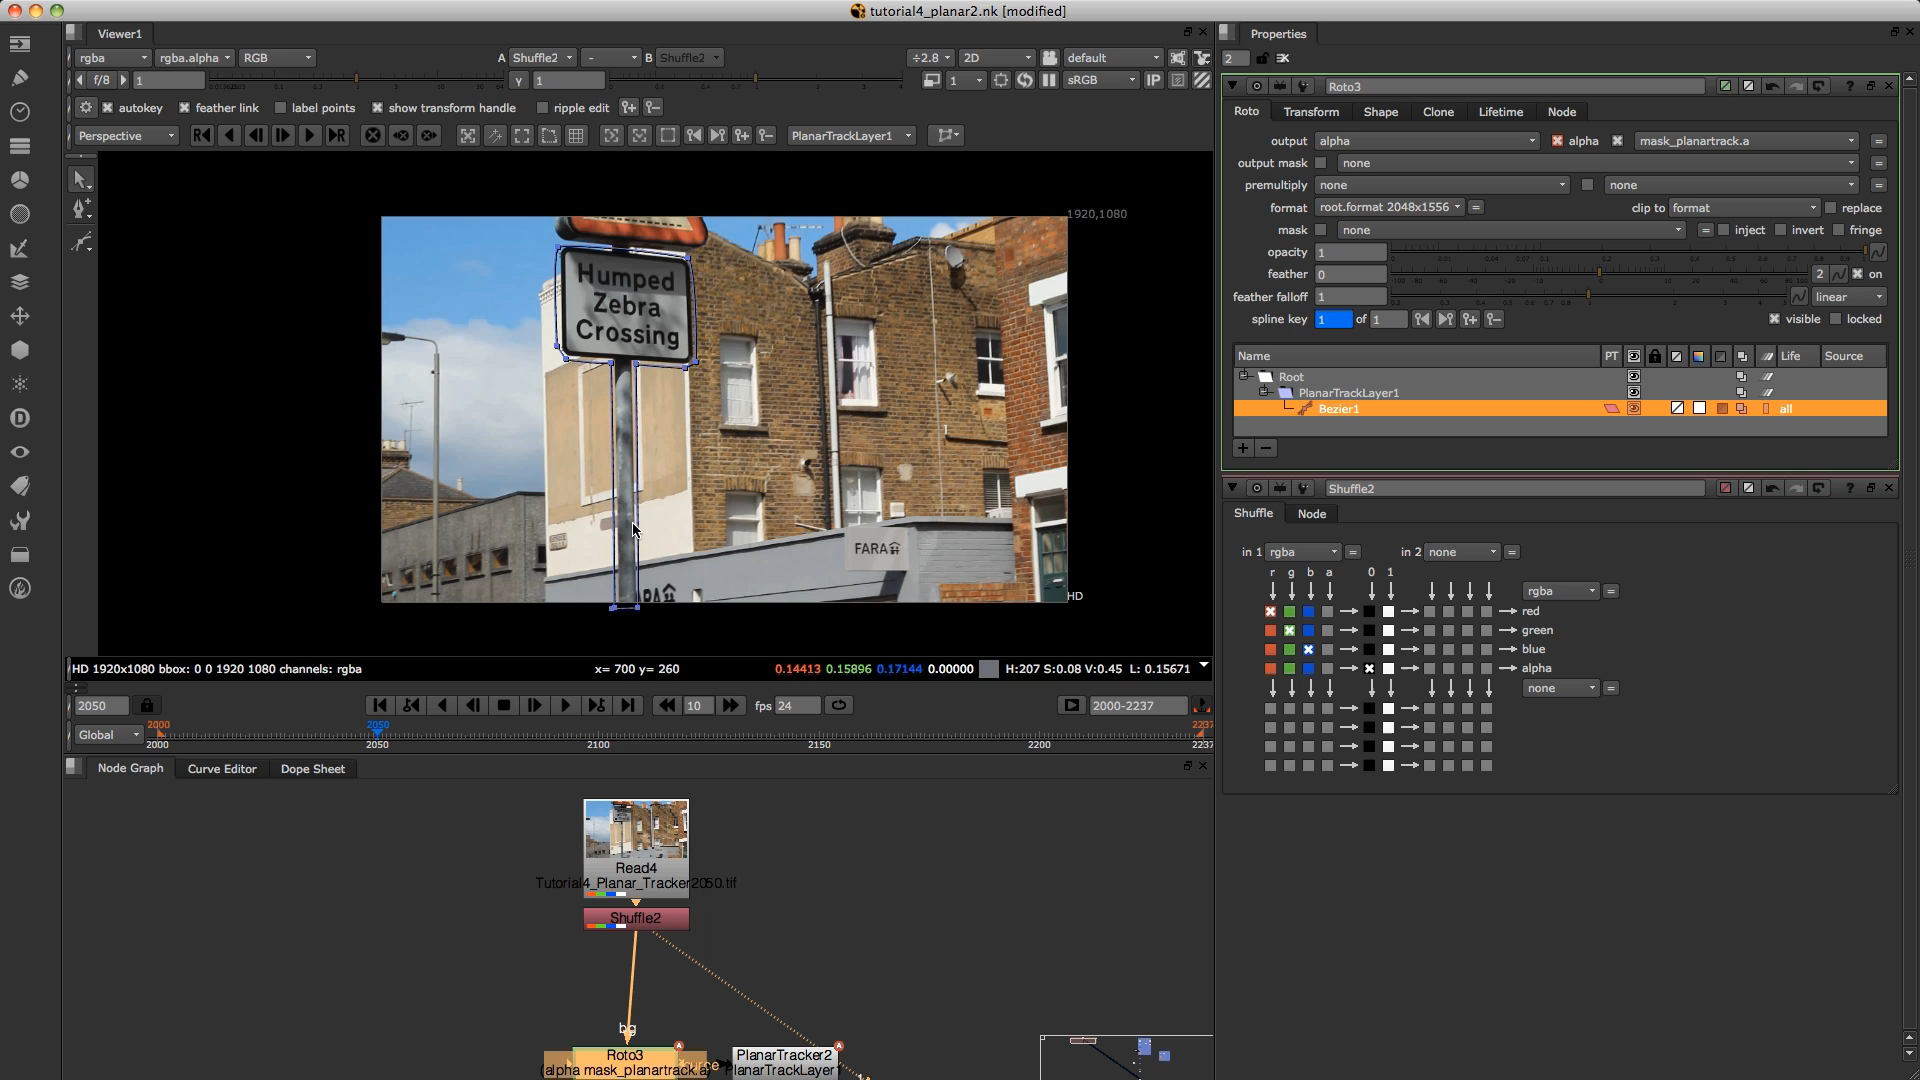 tutorial4_planar2.nk [modified]
Viewer1
rgba rgba.alpha RGB A Shuffle2 - B Shuffle2 ÷2.8 2D default
f/8 1 y 1 1 sRGB IP
autokey feather link label points show transform handle ripple edit
Perspective PlanarTrackLayer1
1920,1080
Humped
Zebra
Crossing
FARA
HD
HD 1920x1080 bbox: 0 0 1920 1080 channels: rgba x= 700 y= 260 0.14413 0.15896 0.17144 0.00000 H:207 S:0.08 V:0.45 L: 0.15671
2050 10 fps 24 2000-2237
2000 2050 2237
Global 2000 2050 2100 2150 2200 2237
Node Graph Curve Editor Dope Sheet
Read4
Tutorial4_Planar_Tracker2050.tif
Shuffle2
bg
Roto3
(alpha mask_planartrack.a)
PlanarTracker2
PlanarTrackLayer1
Properties
2
Roto3
Roto Transform Shape Clone Lifetime Node
output alpha alpha mask_planartrack.a =
output mask none =
premultiply none none =
format root.format 2048x1556 = clip to format replace
mask none = inject invert fringe
opacity 1
feather 0 2 on
feather falloff 1 linear
spline key 1 of 1 visible locked
Name PT Life Source
Root
PlanarTrackLayer1
Bezier1 all
+ −
Shuffle2
Shuffle Node
in 1 rgba = in 2 none =
r g b a 0 1
rgba =
red
green
blue
alpha
none =